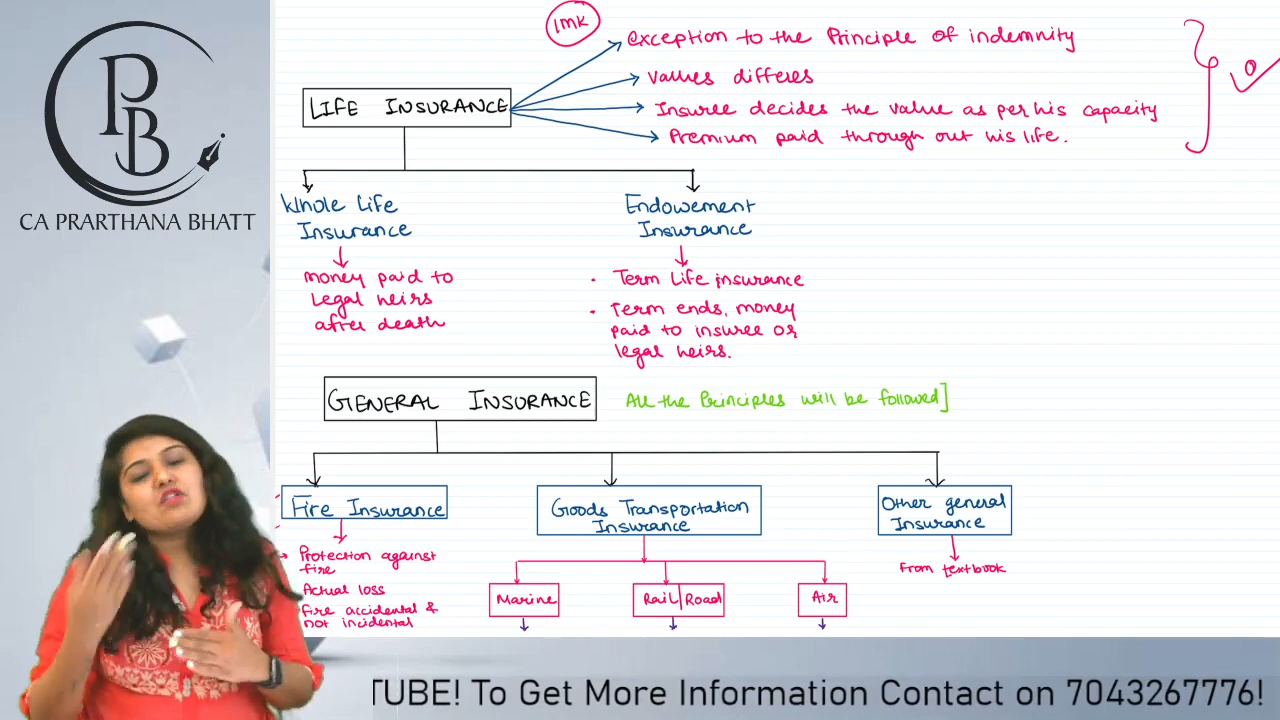 PB
CA PRARTHANA BHATT
1mk
Exception to the Principle of indemnity
Values differs
Insuree decides the value as per his capacity
Premium paid through out his life.
LIFE INSURANCE
Whole Life
Insurance
Money paid to
legal heirs
after death
Endowement
Insurance
· Term Life insurance
· Term ends, money
paid to insuree or
legal heirs.
GENERAL INSURANCE
All the Principles will be followed]
Fire Insurance
Protection against
fire
Actual loss
Fire accidental &
not incidental
Goods Transportation
Insurance
Marine
Rail/Road
Air
Other general
Insurance
From textbook
TUBE! To Get More Information Contact on 7043267776!